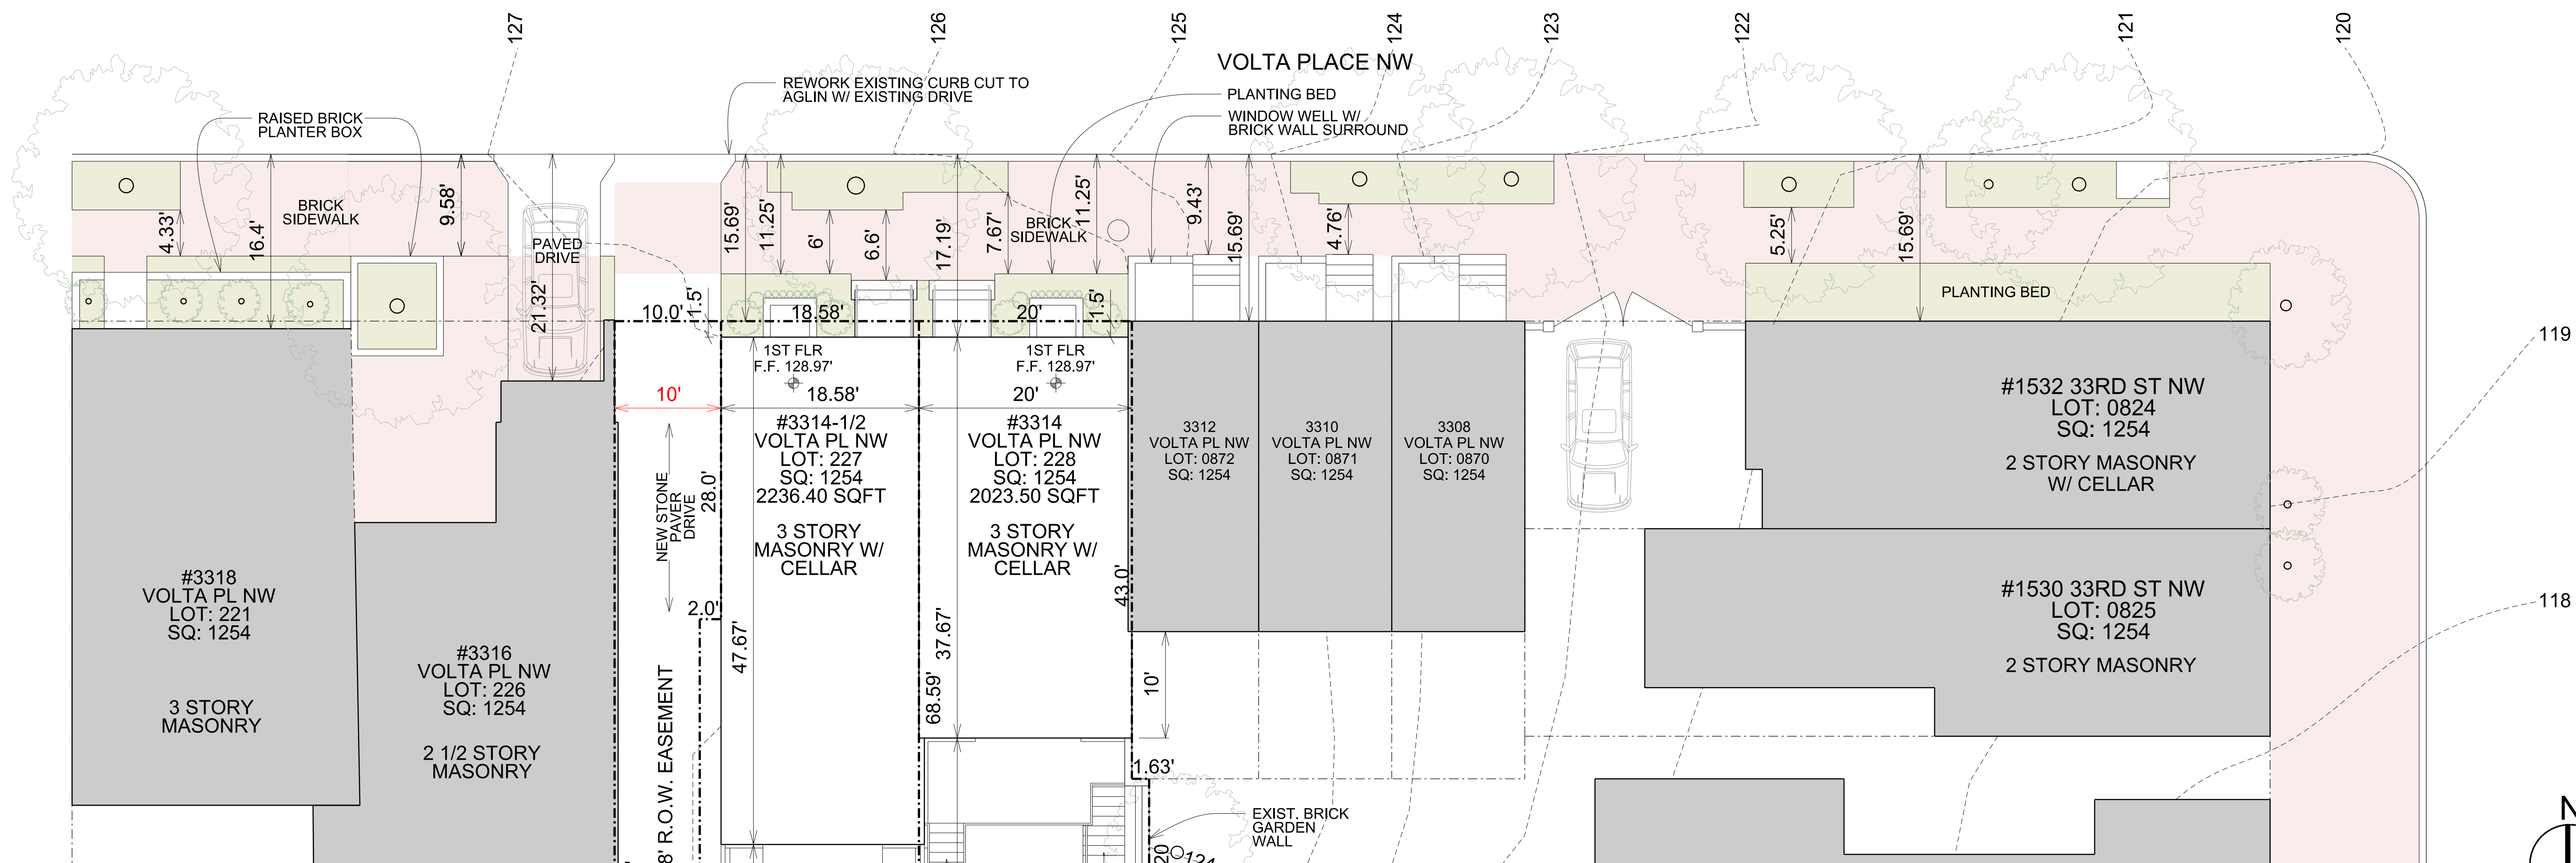 127
126
125
124
123
122
121
120
VOLTA PLACE NW
REWORK EXISTING CURB CUT TO
AGLIN W/ EXISTING DRIVE
PLANTING BED
WINDOW WELL W/
BRICK WALL SURROUND
RAISED BRICK
PLANTER BOX
BRICK
SIDEWALK
4.33'
16.4'
9.58'
PAVED
DRIVE
21.32'
15.69'
11.25'
6'
6.6'
17.19'
7.67'
BRICK
SIDEWALK
11.25'
9.43'
15.69'
4.76'
5.25'
15.69'
PLANTING BED
119
10.0'
1.5'
18.58'
20'
1.5'
1ST FLR
F.F. 128.97'
1ST FLR
F.F. 128.97'
10'
18.58'
20'
#3314-1/2
VOLTA PL NW
LOT: 227
SQ: 1254
2236.40 SQFT
3 STORY
MASONRY W/
CELLAR
#3314
VOLTA PL NW
LOT: 228
SQ: 1254
2023.50 SQFT
3 STORY
MASONRY W/
CELLAR
3312
VOLTA PL NW
LOT: 0872
SQ: 1254
3310
VOLTA PL NW
LOT: 0871
SQ: 1254
3308
VOLTA PL NW
LOT: 0870
SQ: 1254
#1532 33RD ST NW
LOT: 0824
SQ: 1254
2 STORY MASONRY
W/ CELLAR
NEW STONE
PAVER
DRIVE
28.0'
2.0'
47.67'
37.67'
68.59'
43.0'
10'
1.63'
#3318
VOLTA PL NW
LOT: 221
SQ: 1254
3 STORY
MASONRY
#3316
VOLTA PL NW
LOT: 226
SQ: 1254
2 1/2 STORY
MASONRY
8' R.O.W. EASEMENT
#1530 33RD ST NW
LOT: 0825
SQ: 1254
2 STORY MASONRY
118
EXIST. BRICK
GARDEN
WALL
20
N